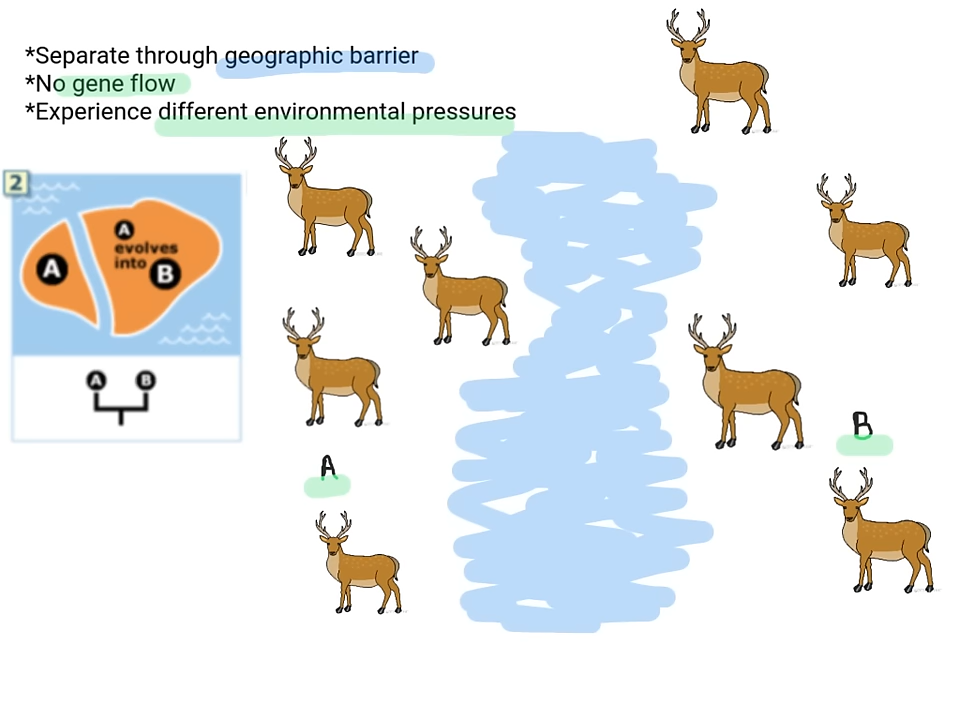 *Separate through geographic barrier
*No gene flow
*Experience different environmental pressures
2
A
A
evolves
into B
A B
A
B